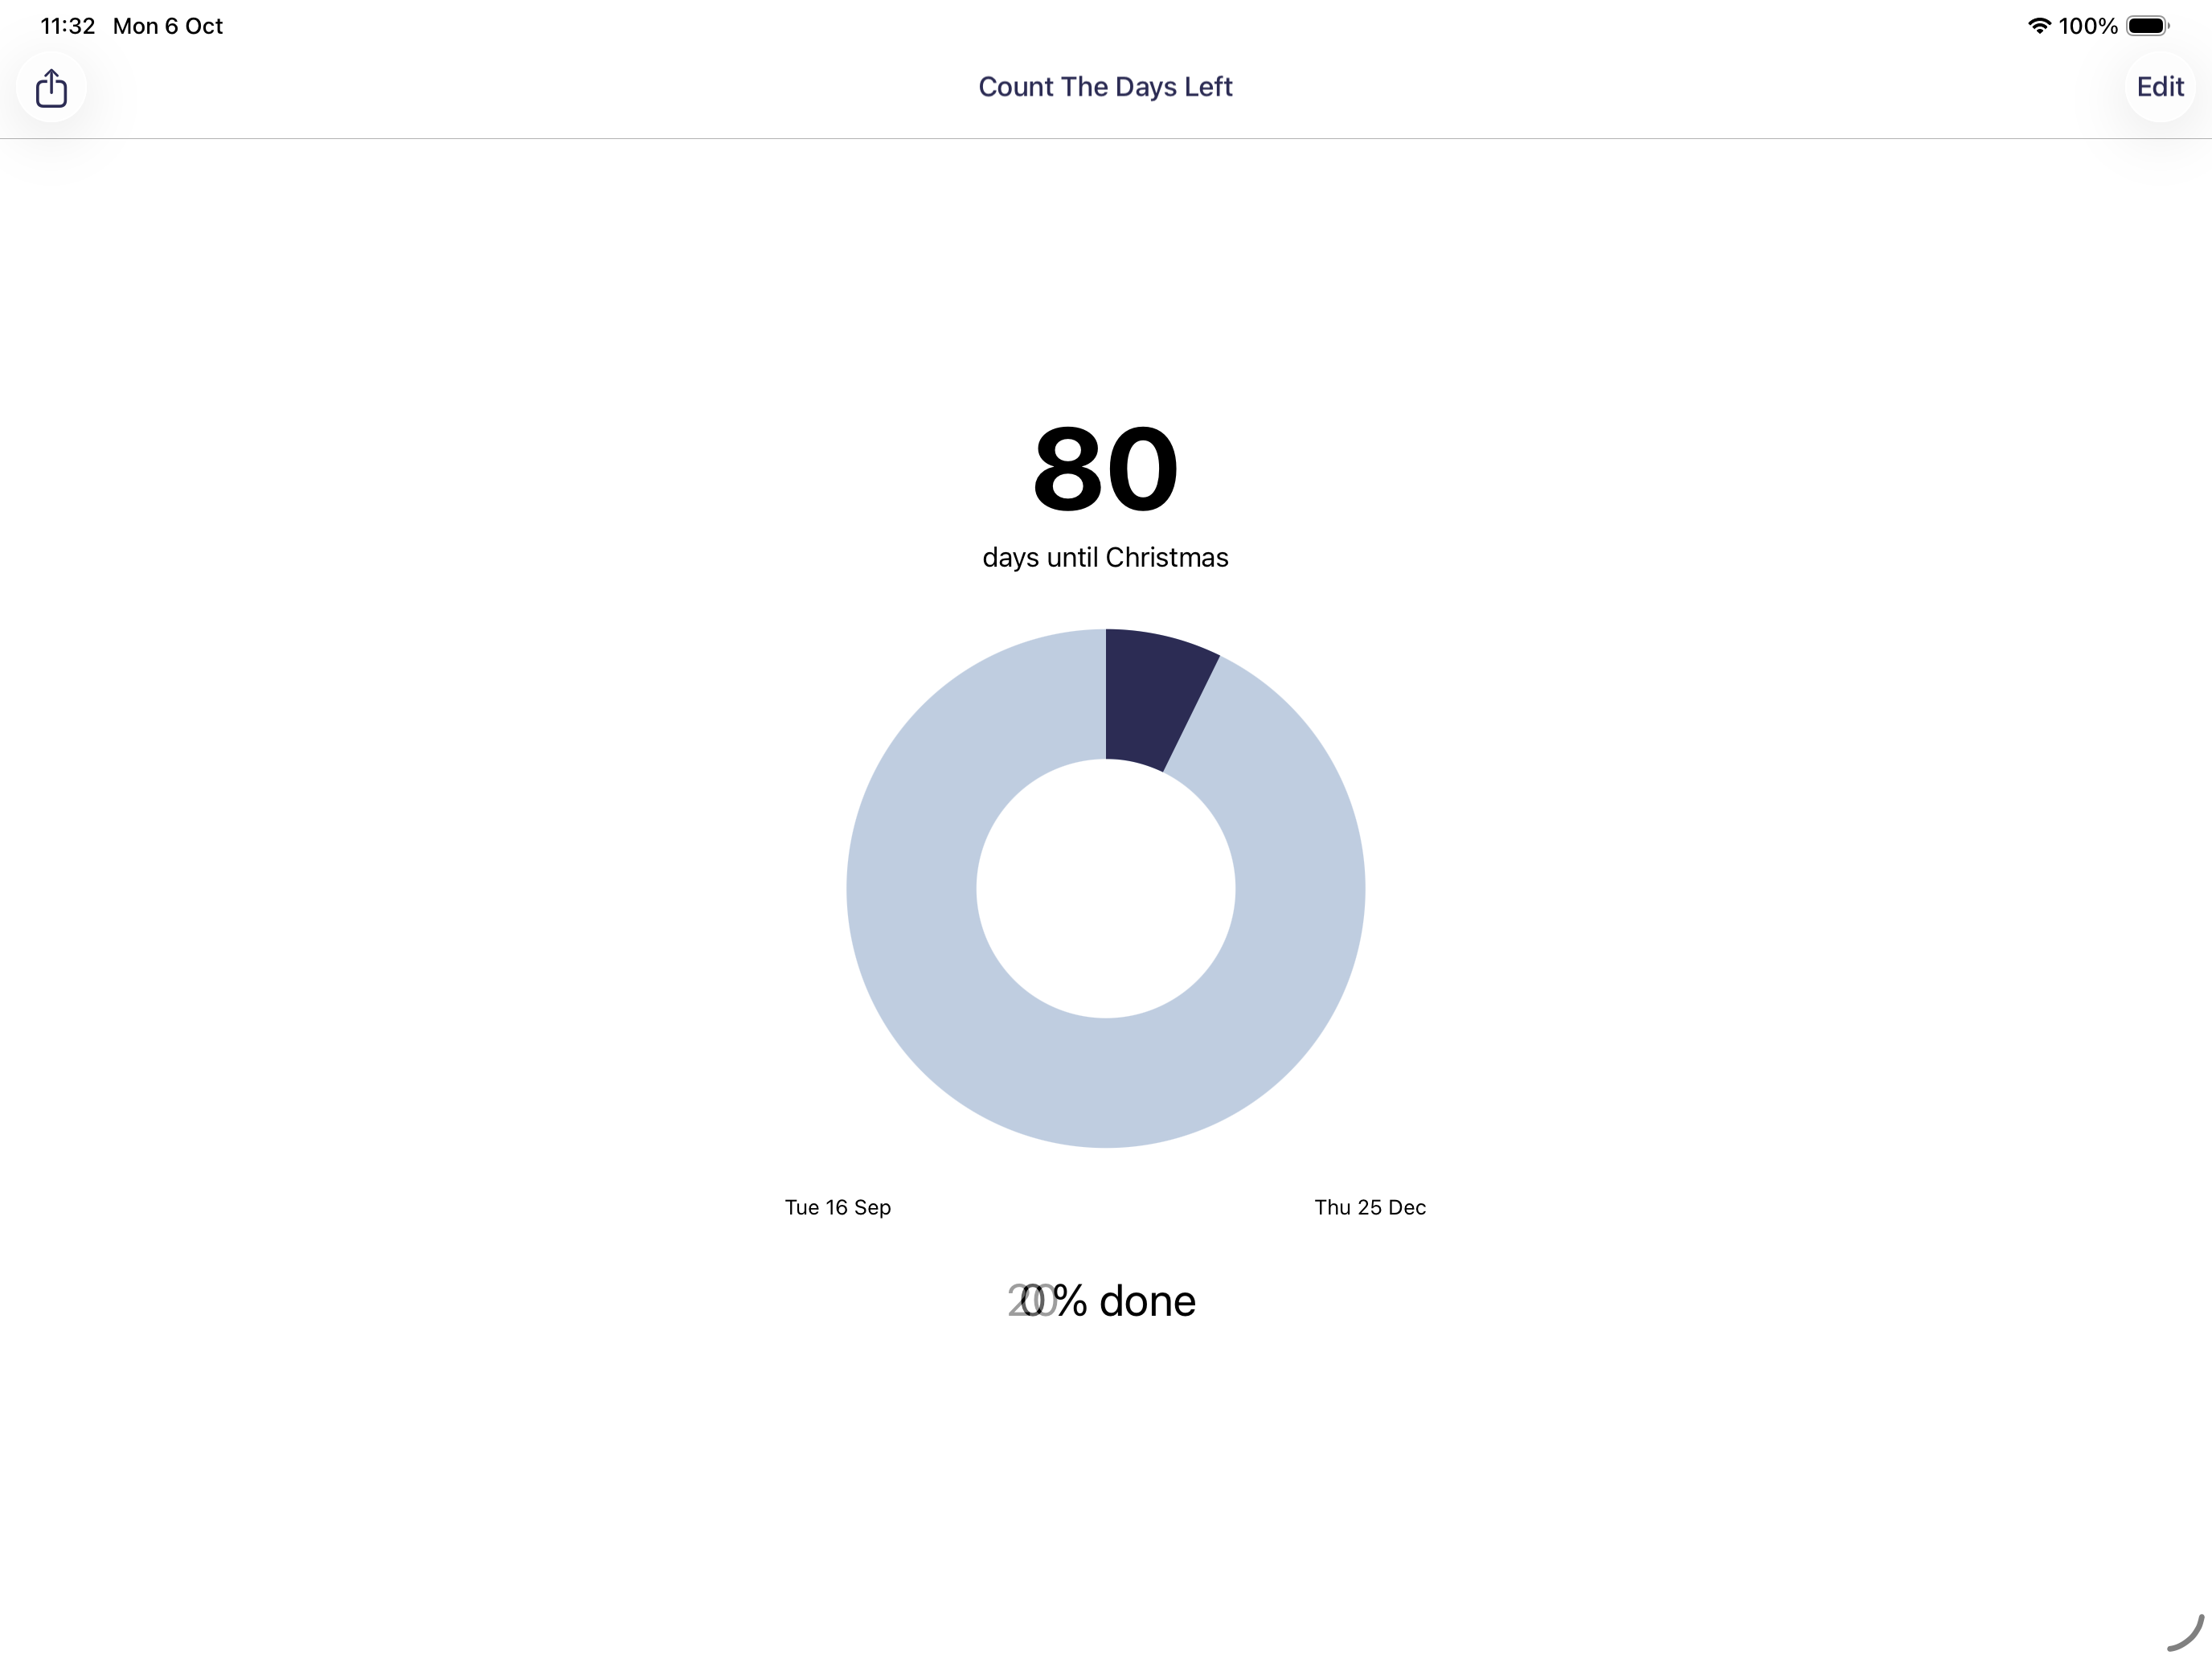 11:32 Mon 6 Oct 100%
Count The Days Left
Edit
80
days until Christmas
Tue 16 Sep
Thu 25 Dec
% done